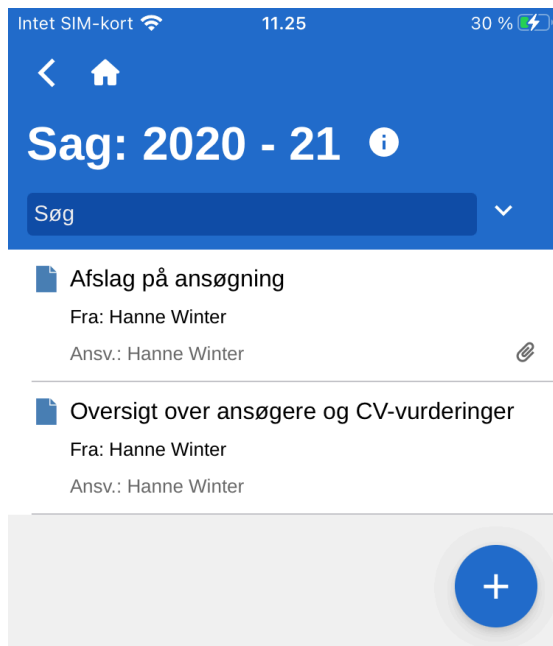 Intet SIM-kort 11.25 30 %
Sag: 2020 - 21
Søg
Afslag på ansøgning
Fra: Hanne Winter
Ansv.: Hanne Winter
Oversigt over ansøgere og CV-vurderinger
Fra: Hanne Winter
Ansv.: Hanne Winter